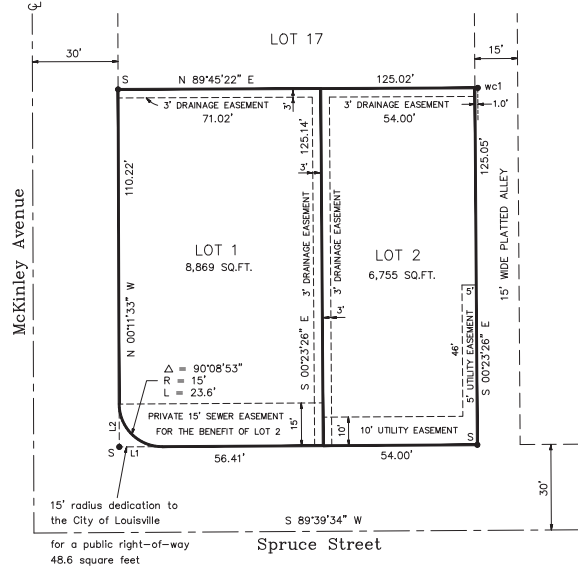 LOT 17
30'
15'
S
N 89°45'22" E
125.02'
wc1
3' DRAINAGE EASEMENT
3'
3' DRAINAGE EASEMENT
1.0'
71.02'
54.00'
125.14'
125.05'
110.22'
3'
3' DRAINAGE EASEMENT
3' DRAINAGE EASEMENT
15' WIDE PLATTED ALLEY
McKinley Avenue
LOT 1
8,869 SQ.FT.
LOT 2
6,755 SQ.FT.
N 00°11'33" W
S 00°23'26" E
3'
5'
46'
5' UTILITY EASEMENT
S 00°23'26" E
Δ = 90°08'53"
R = 15'
L = 23.6'
PRIVATE 15' SEWER EASEMENT
FOR THE BENEFIT OF LOT 2
15'
10'
10' UTILITY EASEMENT
L2
S
L1
S
56.41'
54.00'
15' radius dedication to
the City of Louisville
for a public right-of-way
48.6 square feet
30'
S 89°39'34" W
Spruce Street